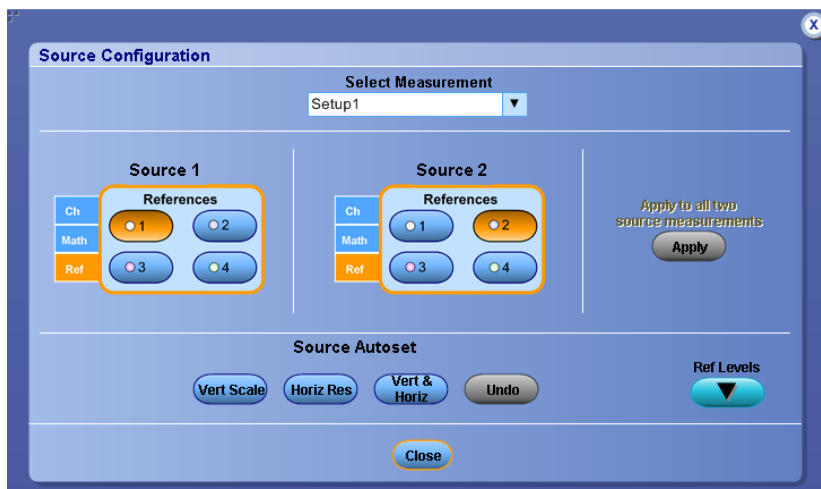 X
Source Configuration
Select Measurement
Setup1
Source 1
Ch
Math
Ref
References
1
2
3
4
Source 2
Ch
Math
Ref
References
1
2
3
4
Apply to all two
source measurements
Apply
Source Autoset
Vert Scale
Horiz Res
Vert &
Horiz
Undo
Ref Levels
Close